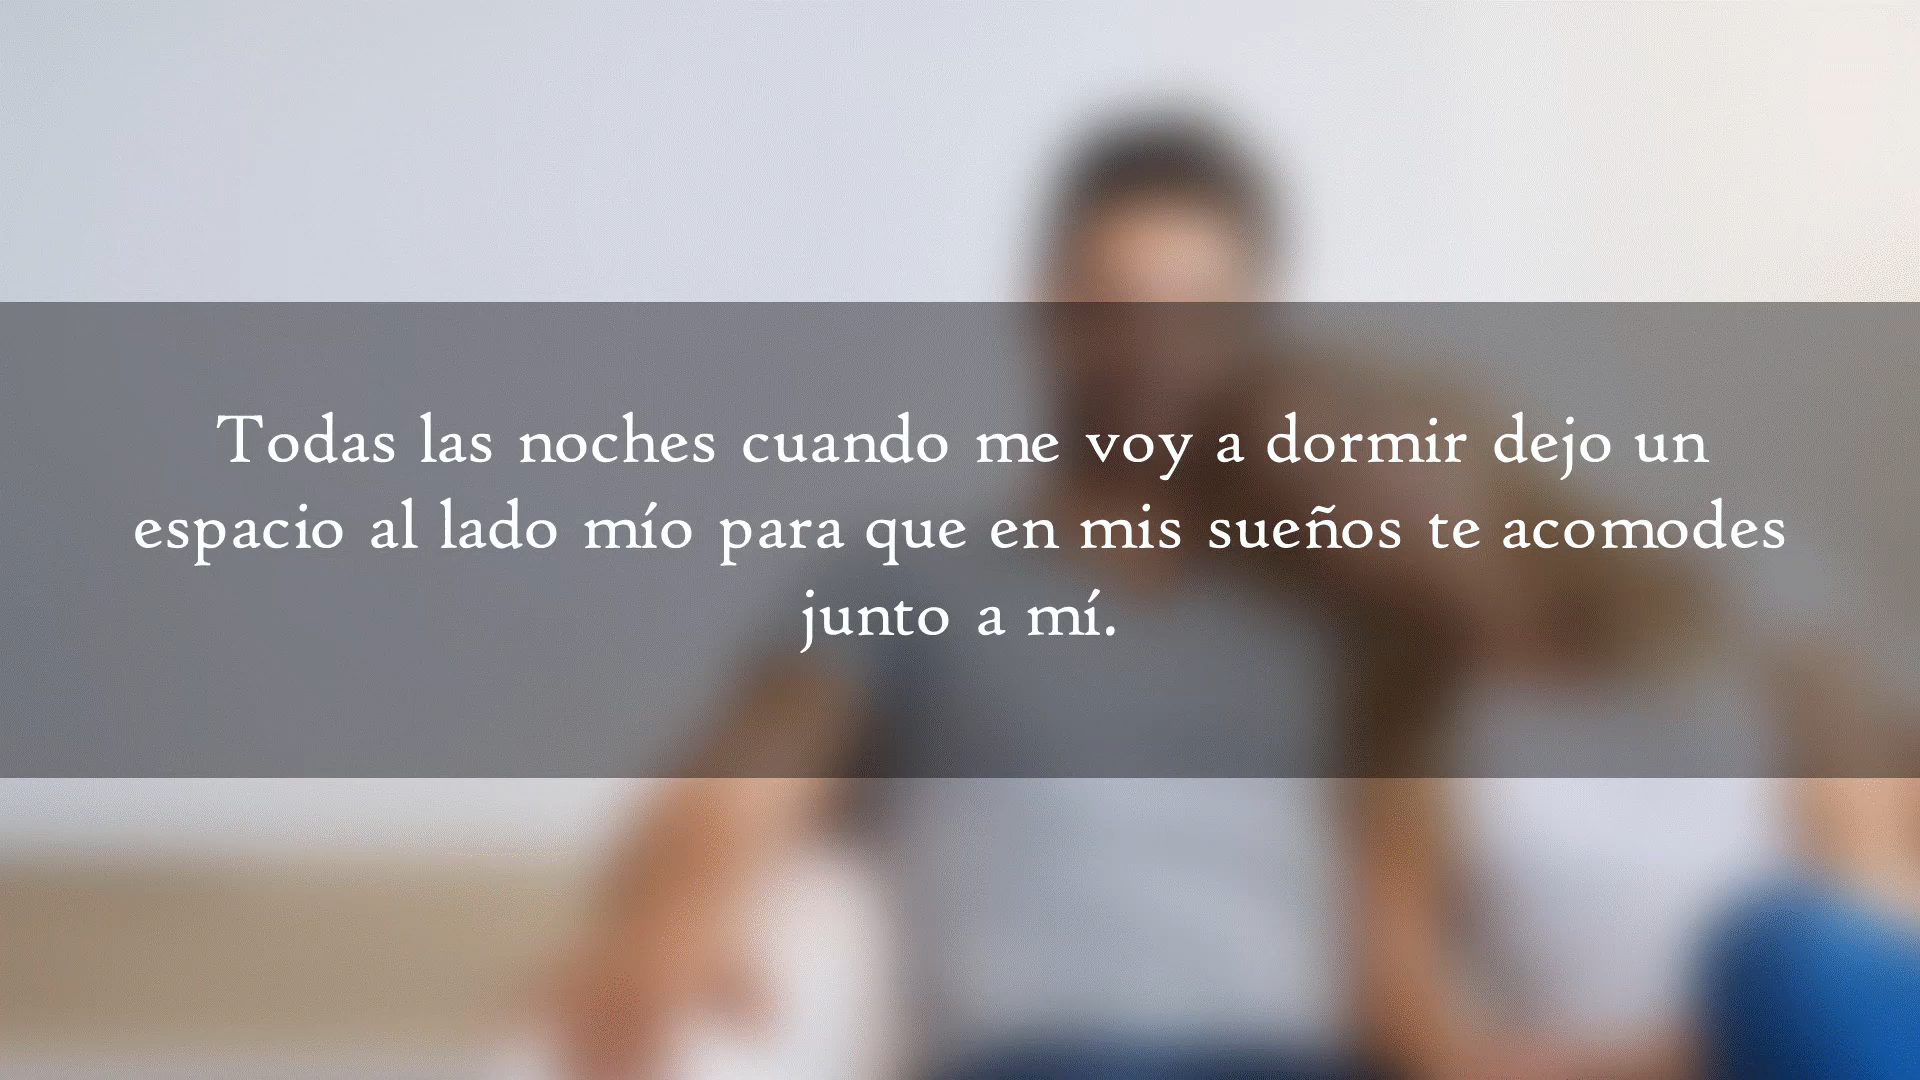 Todas las noches cuando me voy a dormir dejo un
espacio al lado mío para que en mis sueños te acomodes
junto a mí.